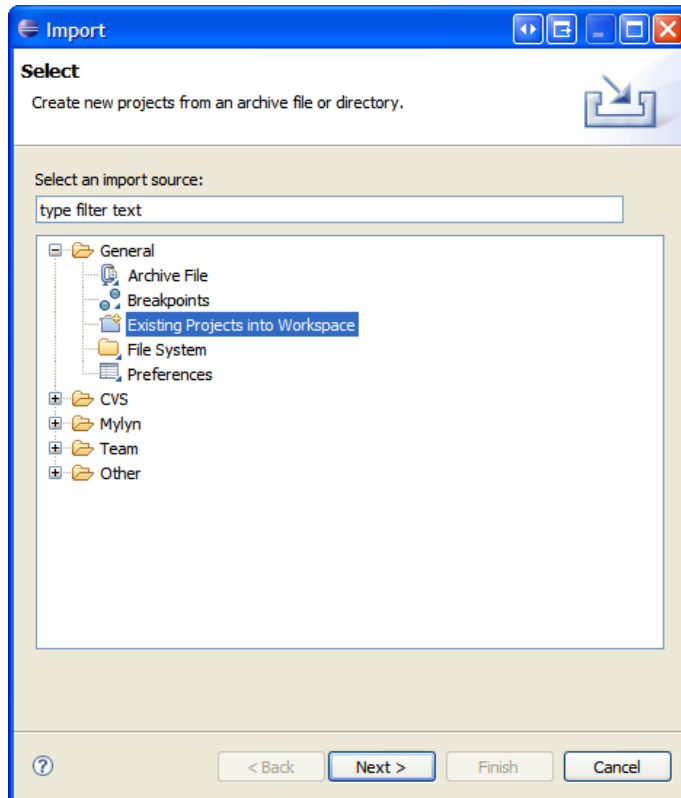 Import
Select
Create new projects from an archive file or directory.
Select an import source:
type filter text
General
Archive File
Breakpoints
Existing Projects into Workspace
File System
Preferences
CVS
Mylyn
Team
Other
? < Back Next > Finish Cancel